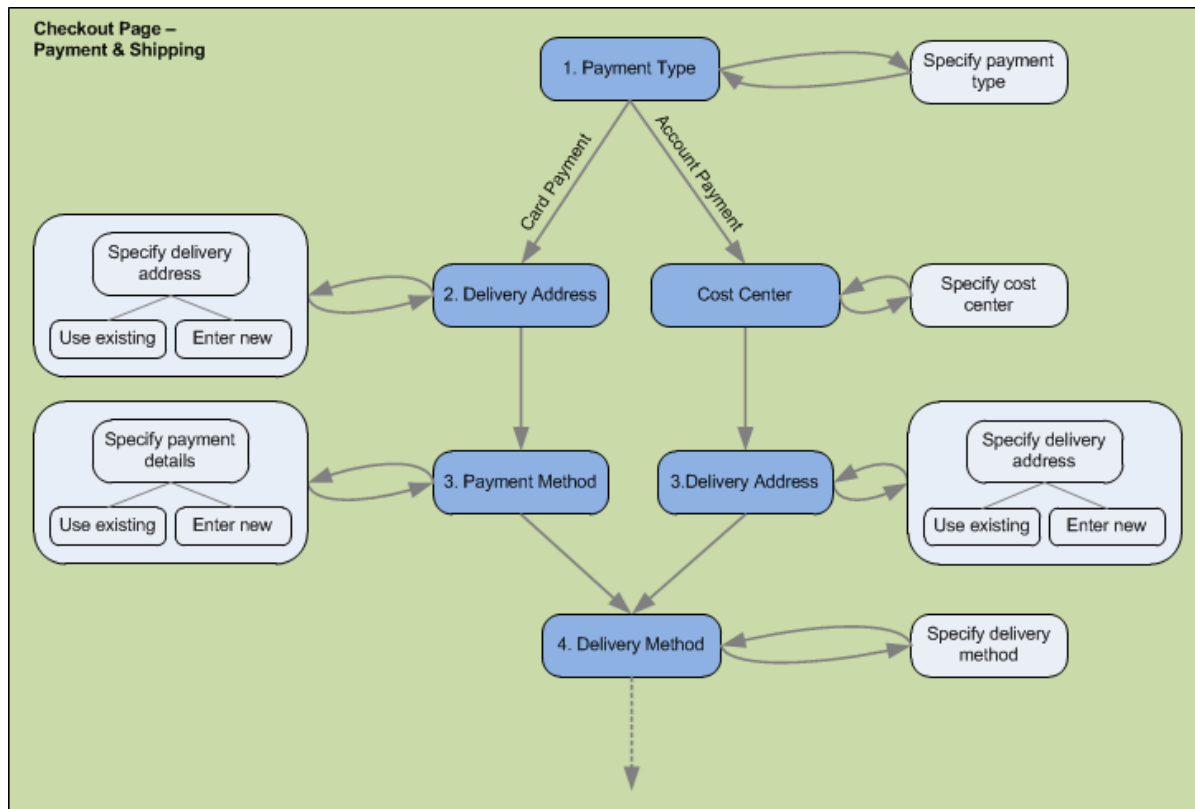 Checkout Page –
Payment & Shipping
1. Payment Type
Specify payment
type
Card Payment
Account Payment
Specify delivery
address
Use existing
Enter new
2. Delivery Address
Cost Center
Specify cost
center
Specify payment
details
Use existing
Enter new
3. Payment Method
3.Delivery Address
Specify delivery
address
Use existing
Enter new
4. Delivery Method
Specify delivery
method